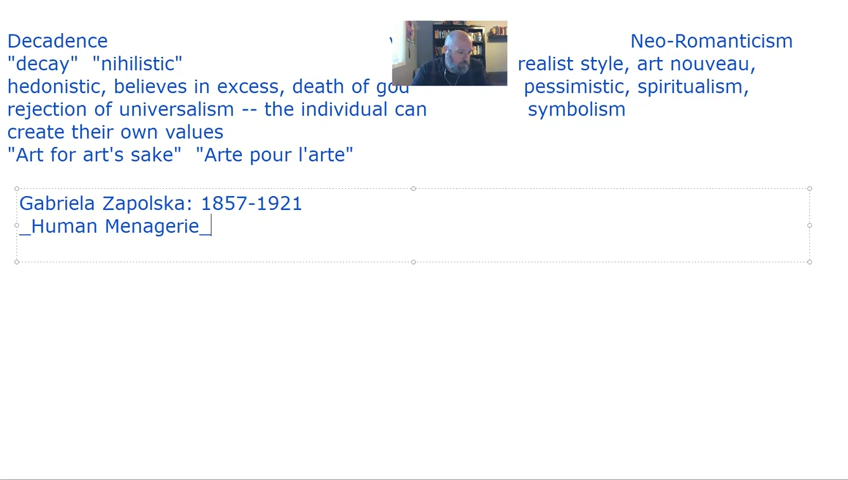 Decadence
"decay" "nihilistic"
hedonistic, believes in excess, death of god
rejection of universalism -- the individual can
create their own values
"Art for art's sake" "Arte pour l'arte"
Neo-Romanticism
realist style, art nouveau,
pessimistic, spiritualism,
symbolism
Gabriela Zapolska: 1857-1921
_Human Menagerie_